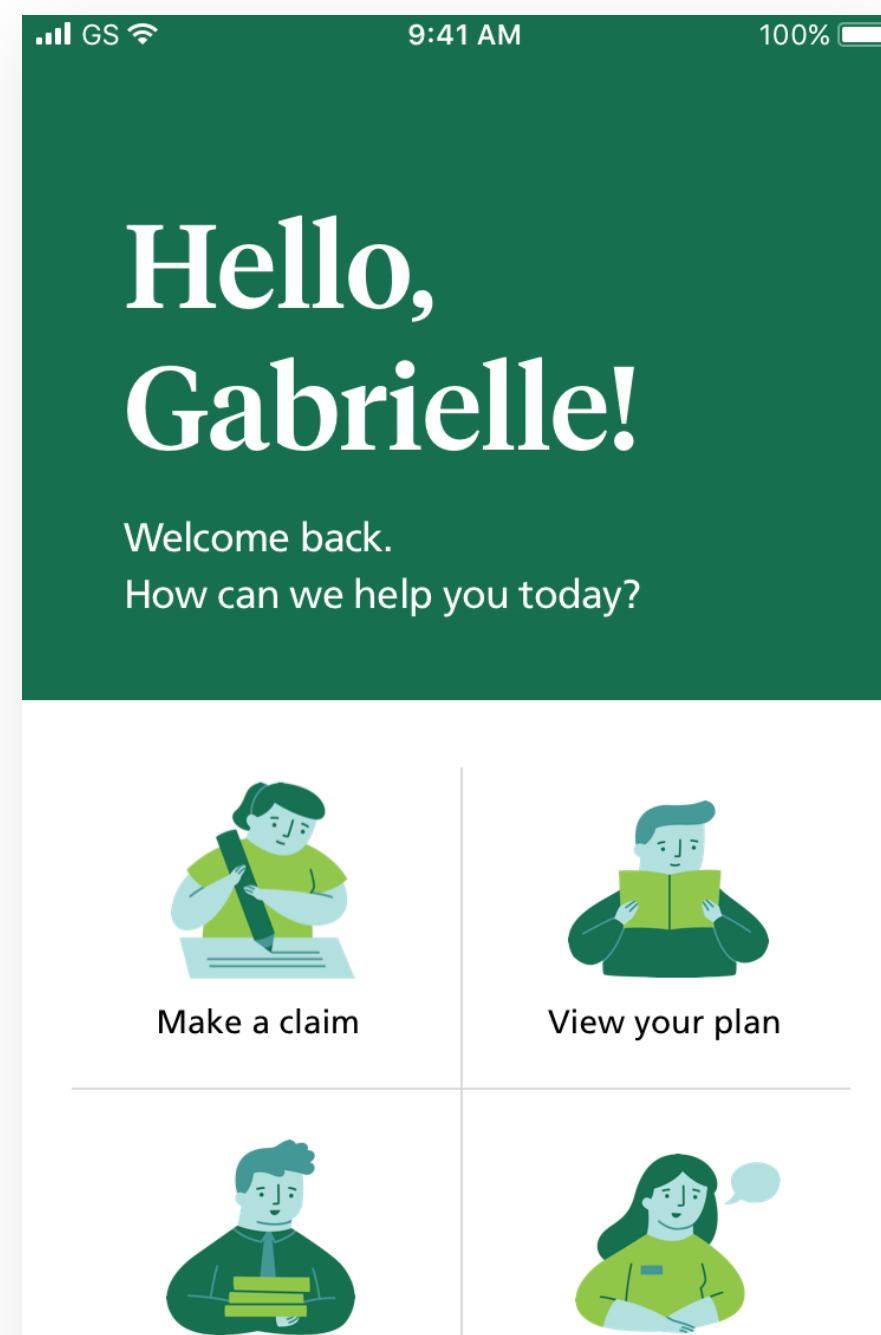 GS 9:41 AM 100%
Hello,
Gabrielle!
Welcome back.
How can we help you today?
Make a claim
View your plan